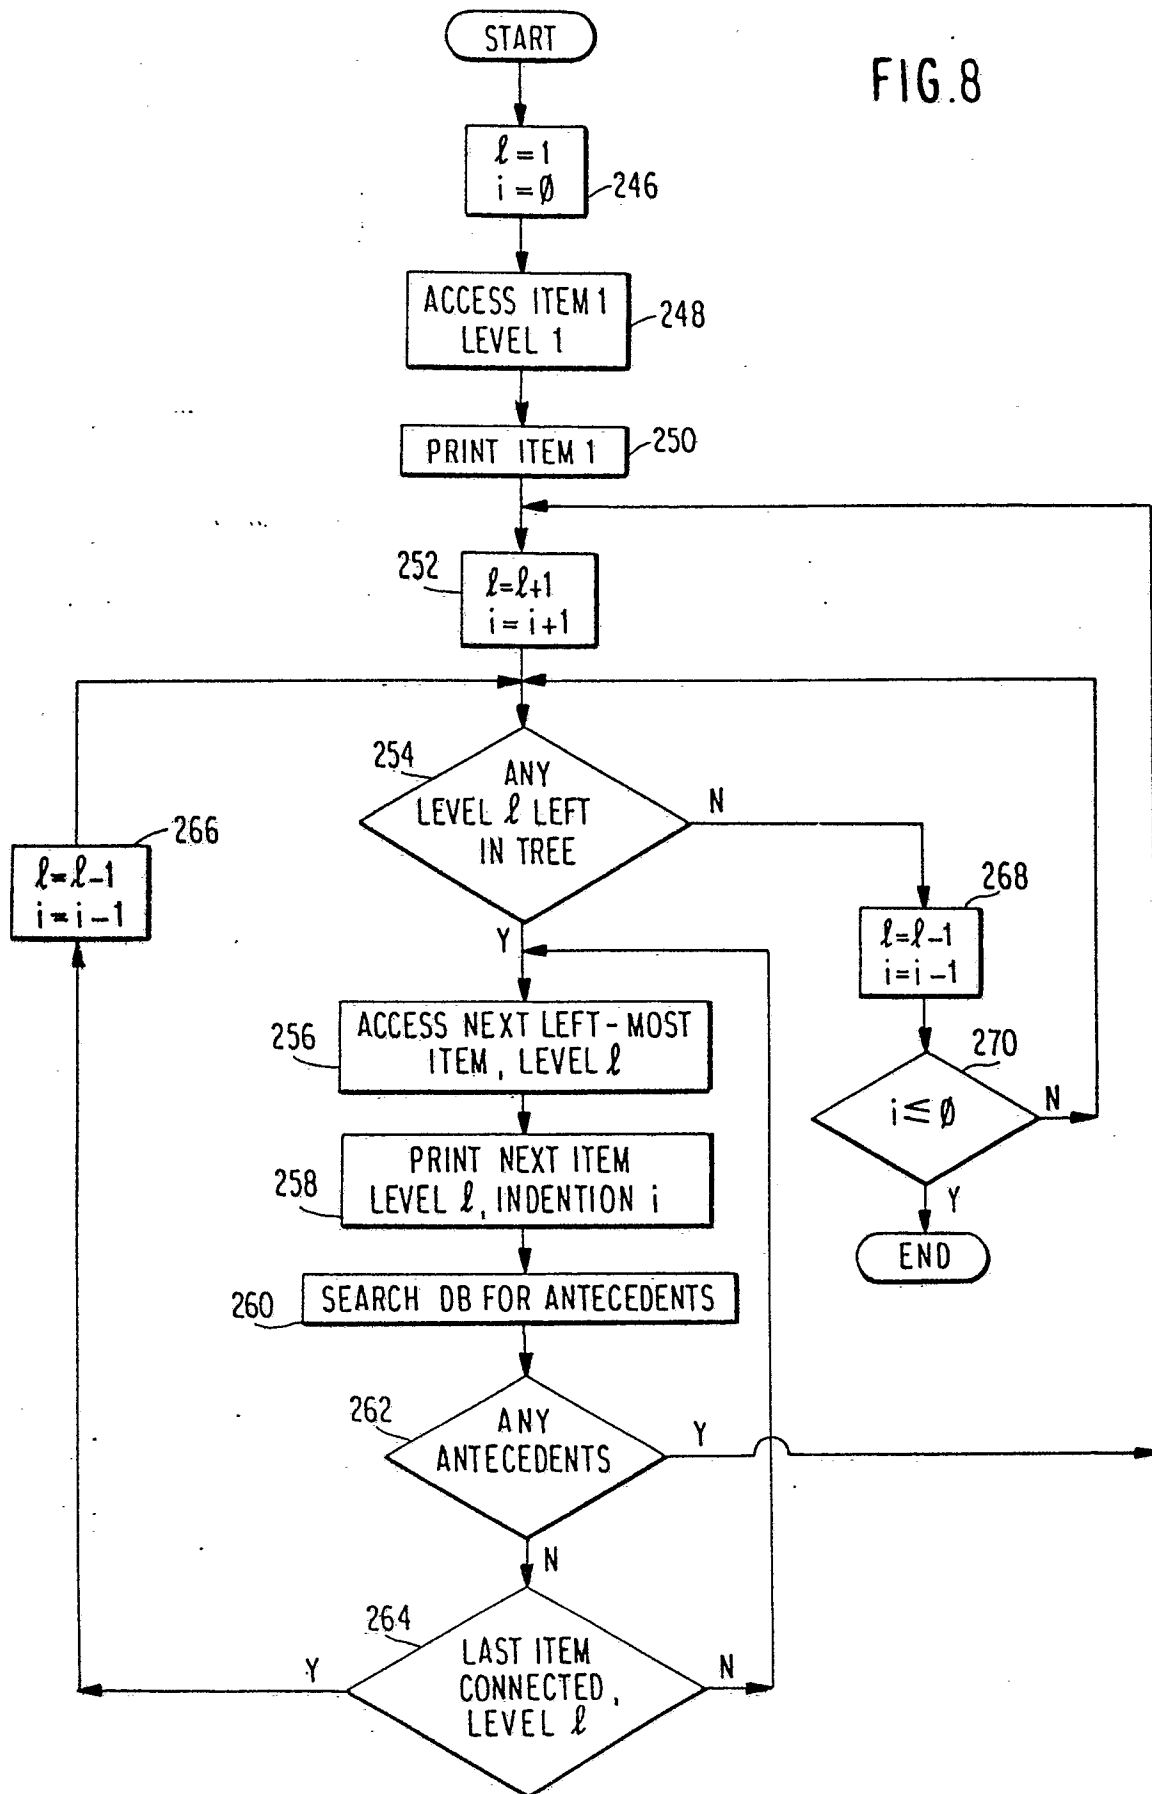 START
FIG.8
ℓ=1
i=Ø
246
ACCESS ITEM 1
LEVEL 1
248
PRINT ITEM 1
250
252
ℓ=ℓ+1
i=i+1
254
ANY
LEVEL ℓ LEFT
IN TREE
N
Y
266
ℓ=ℓ-1
i=i-1
268
ℓ=ℓ-1
i=i-1
256
ACCESS NEXT LEFT-MOST
ITEM, LEVEL ℓ
270
i≤Ø
N
Y
END
258
PRINT NEXT ITEM
LEVEL ℓ, INDENTION i
260
SEARCH DB FOR ANTECEDENTS
262
ANY
ANTECEDENTS
Y
N
264
LAST ITEM
CONNECTED,
LEVEL ℓ
Y
N